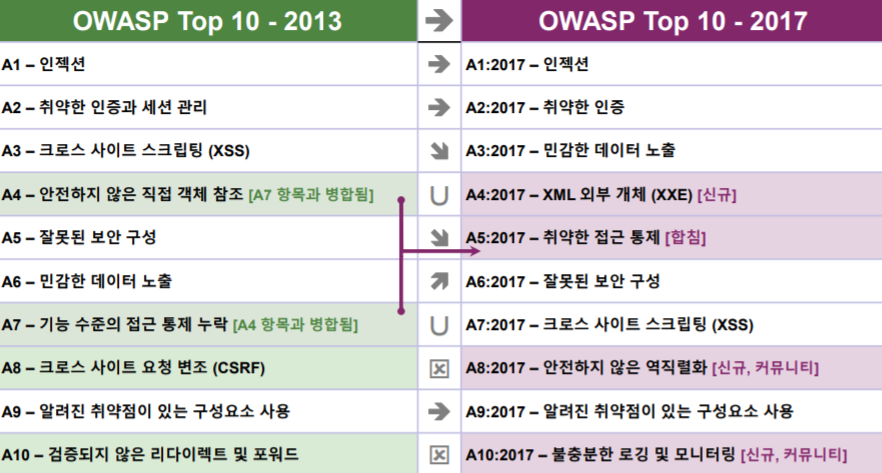 OWASP Top 10 - 2013 → OWASP Top 10 - 2017
A1 – 인젝션 → A1:2017 – 인젝션
A2 – 취약한 인증과 세션 관리 → A2:2017 – 취약한 인증
A3 – 크로스 사이트 스크립팅 (XSS) ↘ A3:2017 – 민감한 데이터 노출
A4 – 안전하지 않은 직접 객체 참조 [A7 항목과 병합됨] U A4:2017 – XML 외부 개체 (XXE) [신규]
A5 – 잘못된 보안 구성 ↘ A5:2017 – 취약한 접근 통제 [합침]
A6 – 민감한 데이터 노출 ↗ A6:2017 – 잘못된 보안 구성
A7 – 기능 수준의 접근 통제 누락 [A4 항목과 병합됨] U A7:2017 – 크로스 사이트 스크립팅 (XSS)
A8 – 크로스 사이트 요청 변조 (CSRF) ☒ A8:2017 – 안전하지 않은 역직렬화 [신규, 커뮤니티]
A9 – 알려진 취약점이 있는 구성요소 사용 → A9:2017 – 알려진 취약점이 있는 구성요소 사용
A10 – 검증되지 않은 리다이렉트 및 포워드 ☒ A10:2017 – 불충분한 로깅 및 모니터링 [신규, 커뮤니티]